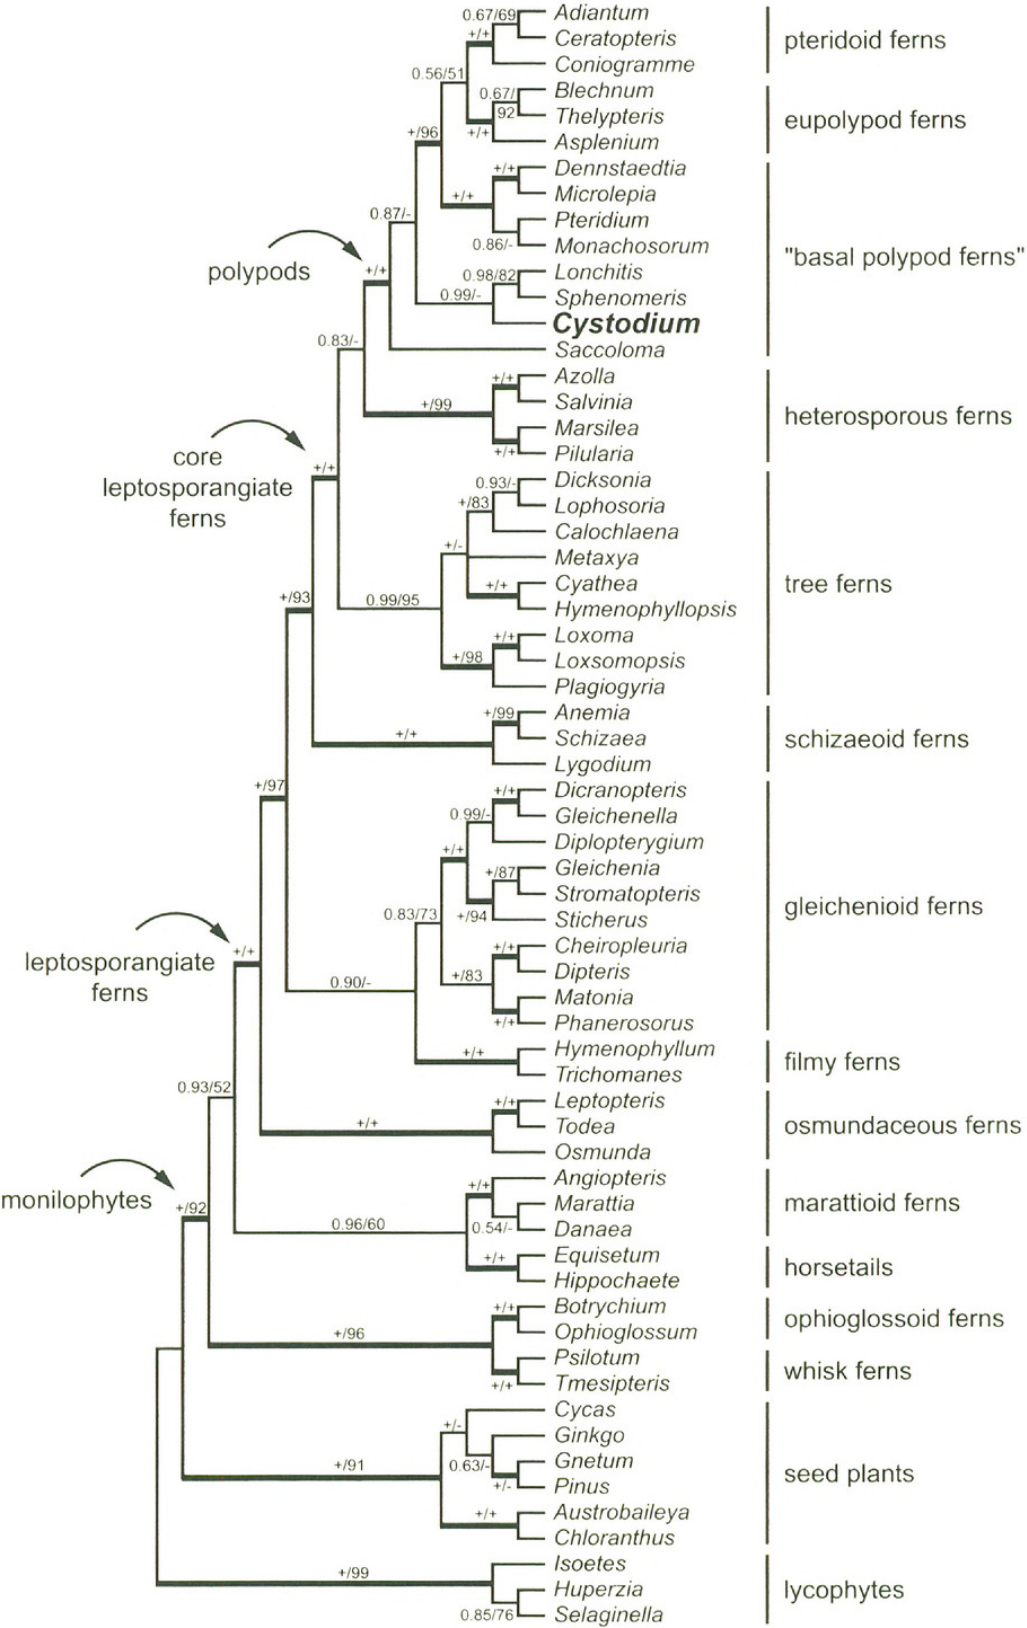 0.67/69
Adiantum
+/+
Ceratopteris
pteridoid ferns
Coniogramme
0.56/51
0.67/
92
Blechnum
Thelypteris
eupolypod ferns
+/96
+/+
Asplenium
+/+
Dennstaedtia
+/+
Microlepia
0.87/-
Pteridium
0.86/-
Monachosorum
"basal polypod ferns"
polypods
+/+
0.98/82
Lonchitis
0.99/-
Sphenomeris
Cystodium
0.83/-
Saccoloma
+/+
Azolla
+/99
Salvinia
heterosporous ferns
Marsilea
+/+
Pilularia
core
leptosporangiate
ferns
+/+
0.93/-
Dicksonia
+/83
Lophosoria
Calochlaena
+/-
Metaxya
+/+
Cyathea
tree ferns
+/93
0.99/95
Hymenophyllopsis
+/+
Loxoma
+/98
Loxsomopsis
Plagiogyria
+/99
Anemia
+/+
Schizaea
schizaeoid ferns
Lygodium
+/97
+/+
Dicranopteris
0.99/-
Gleichenella
Diplopterygium
+/+
+/87
Gleichenia
Stromatopteris
gleichenioid ferns
0.83/73
+/94
Sticherus
leptosporangiate
ferns
+/+
+/+
Cheiropleuria
+/83
Dipteris
0.90/-
Matonia
+/+
Phanerosorus
+/+
Hymenophyllum
filmy ferns
Trichomanes
0.93/52
+/+
Leptopteris
+/+
Todea
osmundaceous ferns
Osmunda
monilophytes
+/92
+/+
Angiopteris
Marattia
marattioid ferns
0.96/60
0.54/-
Danaea
+/+
Equisetum
horsetails
Hippochaete
+/+
Botrychium
ophioglossoid ferns
+/96
Ophioglossum
Psilotum
whisk ferns
+/+
Tmesipteris
+/-
Cycas
Ginkgo
+/91
0.63/-
Gnetum
seed plants
+/-
Pinus
+/+
Austrobaileya
Chloranthus
+/99
Isoetes
Huperzia
lycophytes
0.85/76
Selaginella